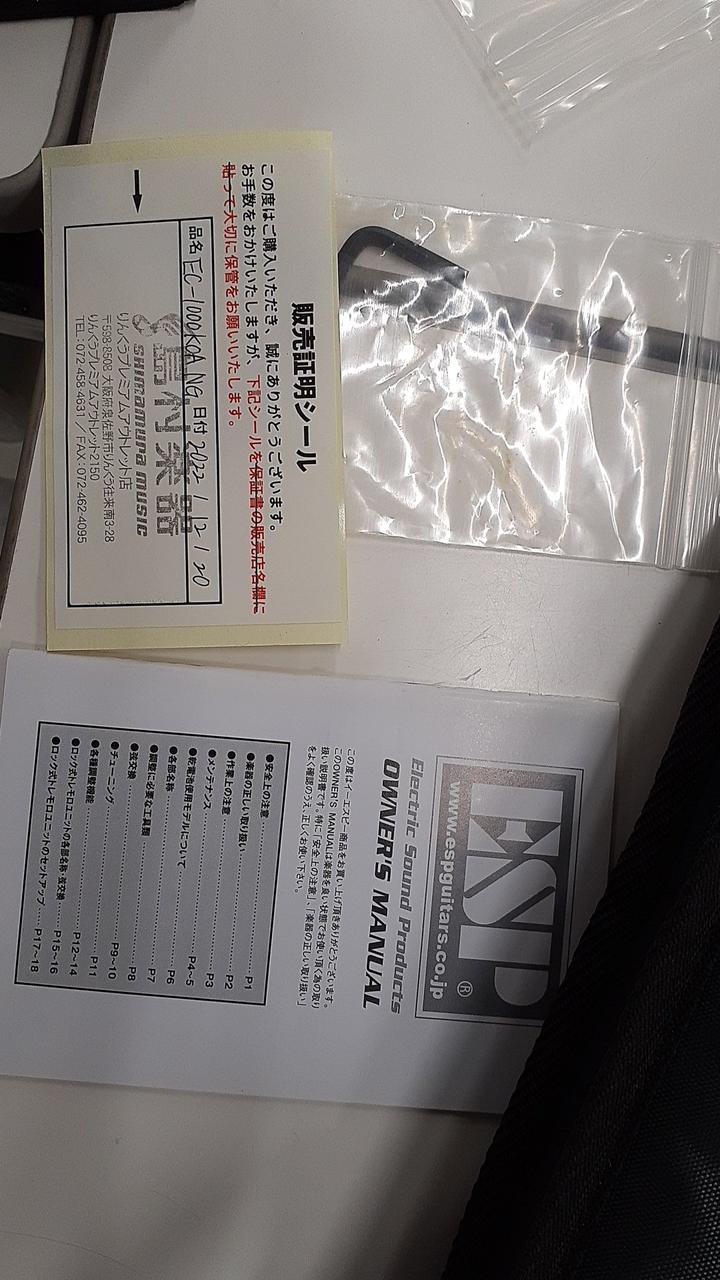 販売証明シール
この度はご購入いただき、誠にありがとうございます。
お手数をおかけいたしますが、下記シールを保証書の販売店名欄に
貼って大切に保管をお願いいたします。
品名 EC-1000KOA NG. 日付 2022 / 12 / 20
島村楽器
shimamura music
りんくうプレミアムアウトレット店
〒598-8508 大阪府泉佐野市りんくう往来南3-28
りんくうプレミアムアウトレット2150
TEL:072-458-4631/FAX:072-462-4095
ESP®
www.espguitars.co.jp
Electric Sound Products
OWNER'S MANUAL
この度はイーエスピー商品をお買い上げ頂きありがとうございます。
このOWNER'S MANUALは楽器を良い状態でお使い頂く為の取り
扱い説明書です。特に「安全上の注意」、「楽器の正しい取り扱い」
をよく確認のうえ、正しくお使い下さい。
●安全上の注意 P1
●楽器の正しい取り扱い P2
●作業上の注意 P3
●メンテナンス P4~5
●乾電池使用モデルについて P6
●各部名称 P7
●調整に必要な工具類 P8
●弦交換 P9~10
●チューニング P11
●各種調整機能 P12~14
●ロック式トレモロユニットの各部名称・弦交換 P15~16
●ロック式トレモロユニットのセットアップ P17~18